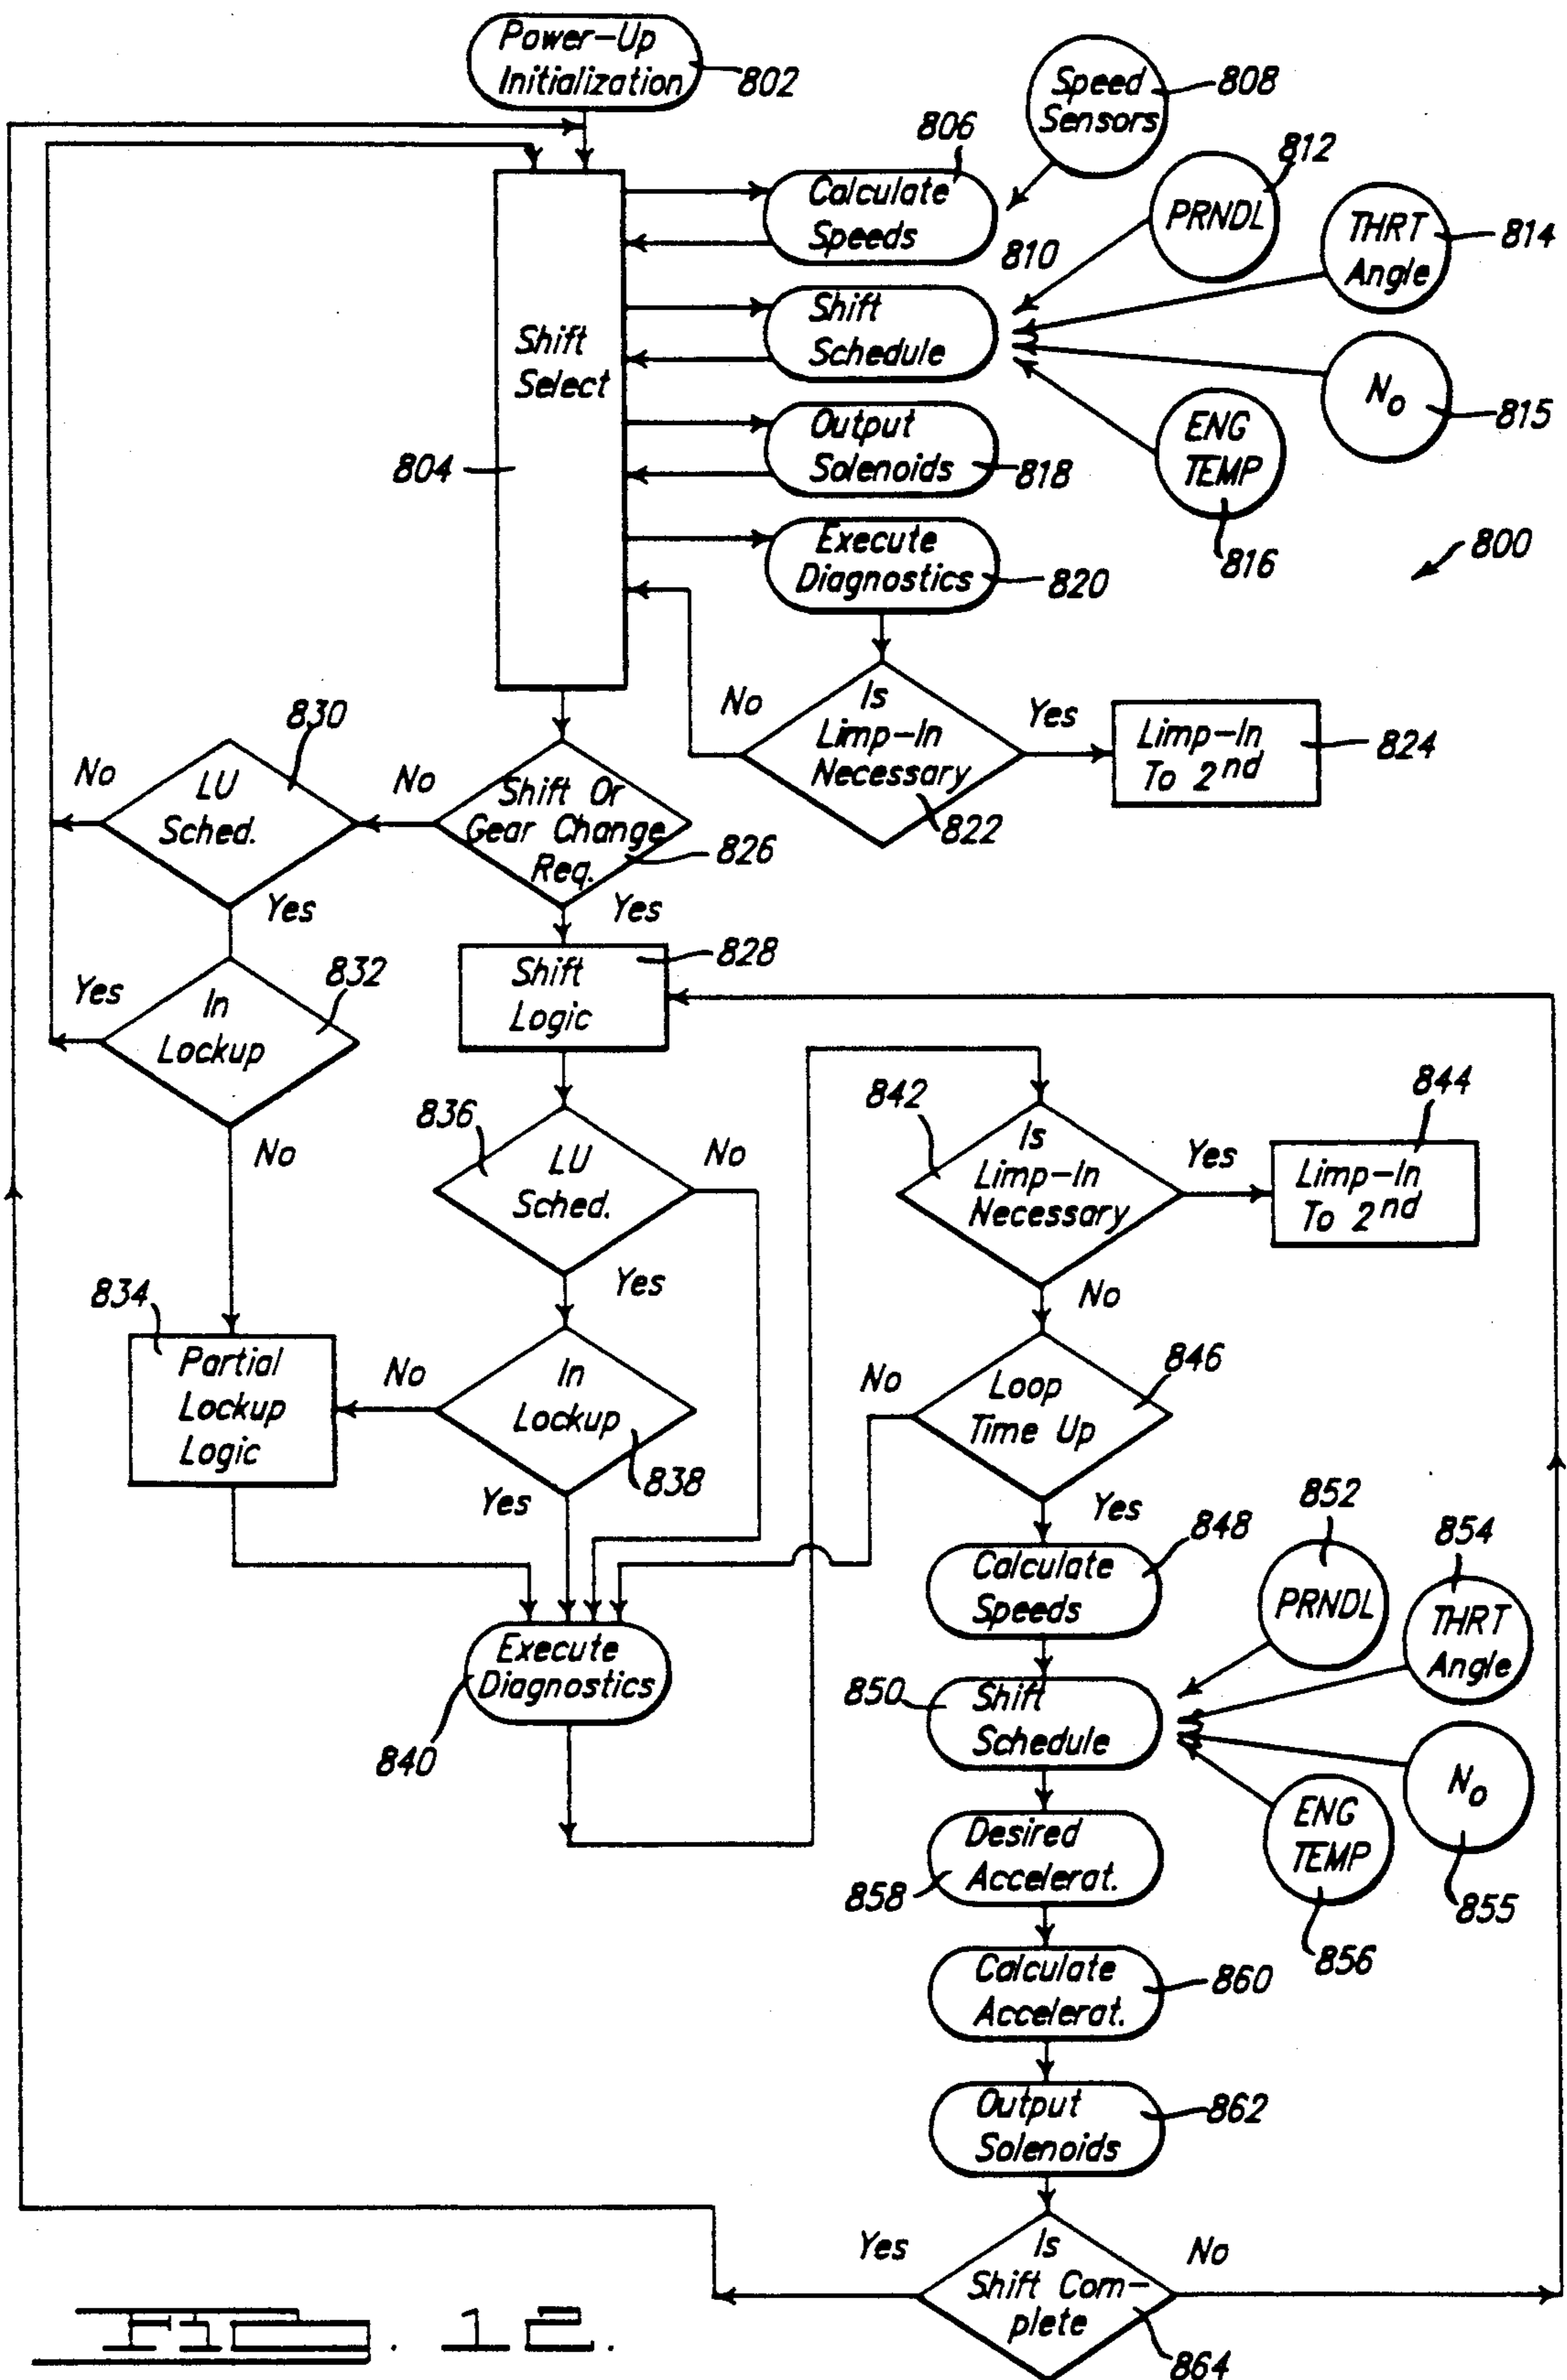 Power-Up
Initialization
802
Speed
Sensors
808
806
Calculate
Speeds
810
812
PRNDL
THRT
Angle
814
Shift
Schedule
Shift
Select
804
N₀
815
Output
Solenoids
818
ENG
TEMP
816
800
Execute
Diagnostics
820
Is
Limp-In
Necessary
822
No
Yes
Limp-In
To 2nd
824
Shift Or
Gear Change
Req.
826
No
Yes
830
LU
Sched.
No
Yes
832
In
Lockup
Yes
No
Shift
Logic
828
836
LU
Sched.
No
Yes
834
Partial
Lockup
Logic
No
In
Lockup
838
Yes
Execute
Diagnostics
840
842
Is
Limp-In
Necessary
Yes
No
844
Limp-In
To 2nd
846
Loop
Time Up
No
Yes
848
Calculate
Speeds
852
PRNDL
854
THRT
Angle
850
Shift
Schedule
N₀
855
ENG
TEMP
856
Desired
Accelerat.
858
Calculate
Accelerat.
860
Output
Solenoids
862
Yes
Is
Shift Com-
plete
No
864
FIG. 12.